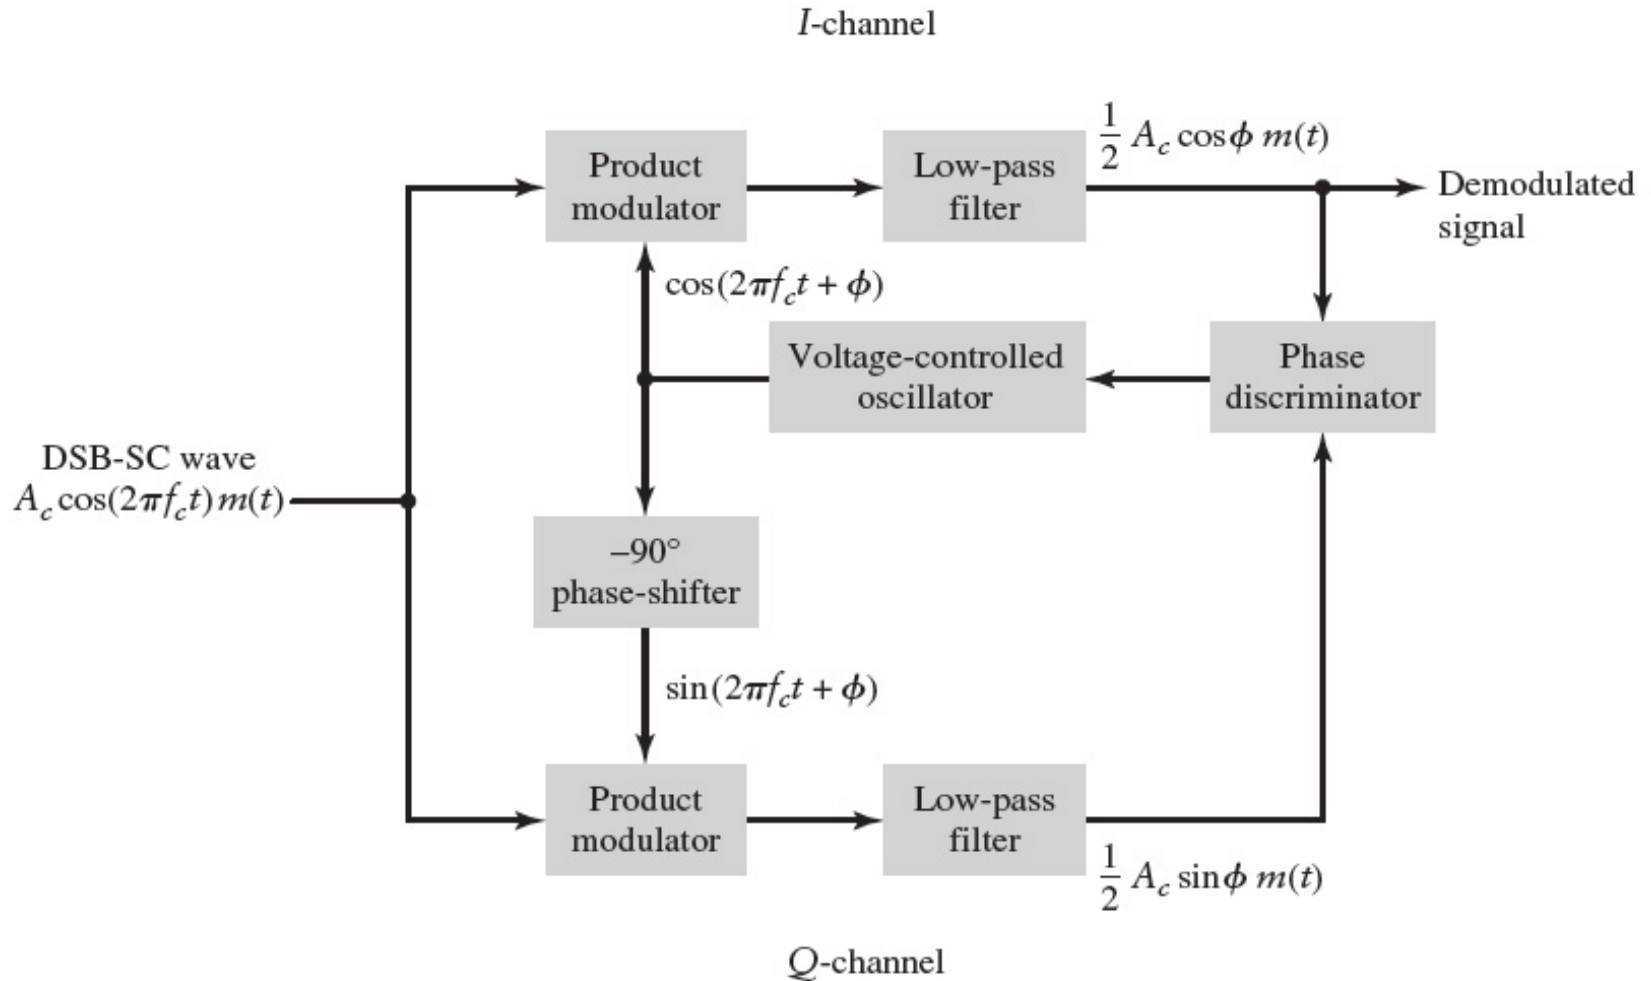 I-channel
Product
modulator
Low-pass
filter
1/2 A_c cosϕ m(t)
Demodulated
signal
cos(2πf_ct + ϕ)
Voltage-controlled
oscillator
Phase
discriminator
DSB-SC wave
A_c cos(2πf_ct) m(t)
–90°
phase-shifter
sin(2πf_ct + ϕ)
Product
modulator
Low-pass
filter
1/2 A_c sinϕ m(t)
Q-channel